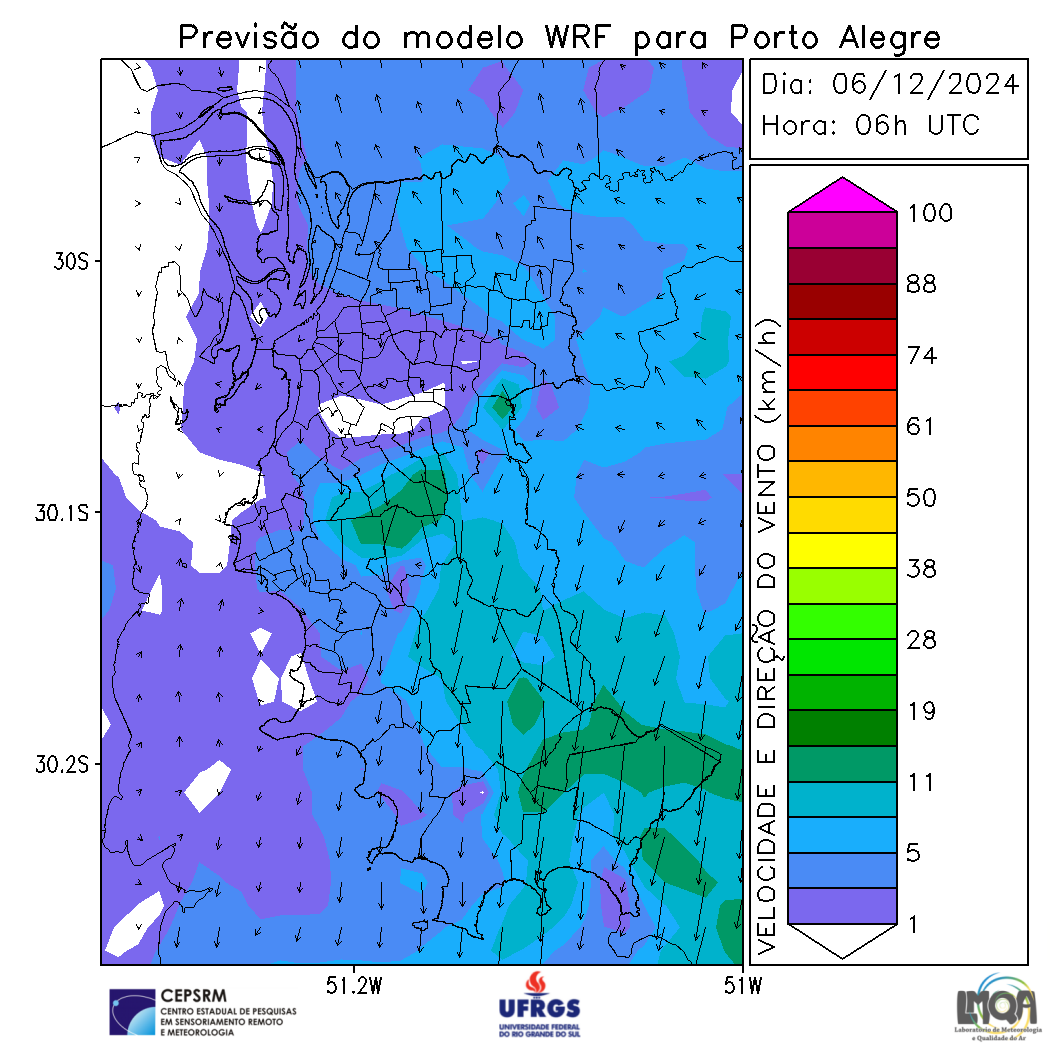 Previsão do modelo WRF para Porto Alegre
Dia: 06/12/2024
Hora: 06h UTC
30S
30.1S
30.2S
51.2W
51W
VELOCIDADE E DIREÇÃO DO VENTO (km/h)
100
88
74
61
50
38
28
19
11
5
1
CEPSRM
CENTRO ESTADUAL DE PESQUISAS
EM SENSORIAMENTO REMOTO
E METEOROLOGIA
UFRGS
UNIVERSIDADE FEDERAL
DO RIO GRANDE DO SUL
LMQA
Laboratório de Meteorologia
e Qualidade do Ar